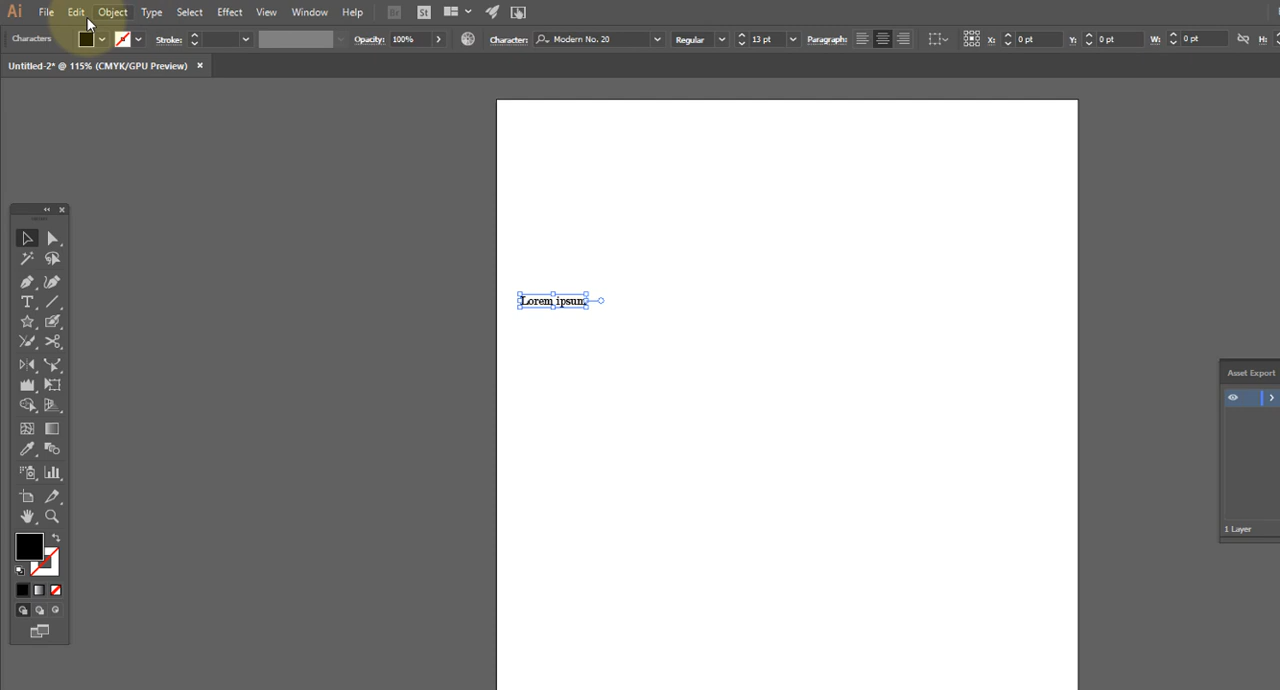 Ai File Edit Object Type Select Effect View Window Help Br St
Characters Stroke: Opacity: 100% Character: Modern No. 20 Regular 13 pt Paragraph: X: 0 pt Y: 0 pt W: 0 pt H:
Untitled-2* @ 115% (CMYK/GPU Preview) ×
Lorem ipsum
Asset Export
1 Layer